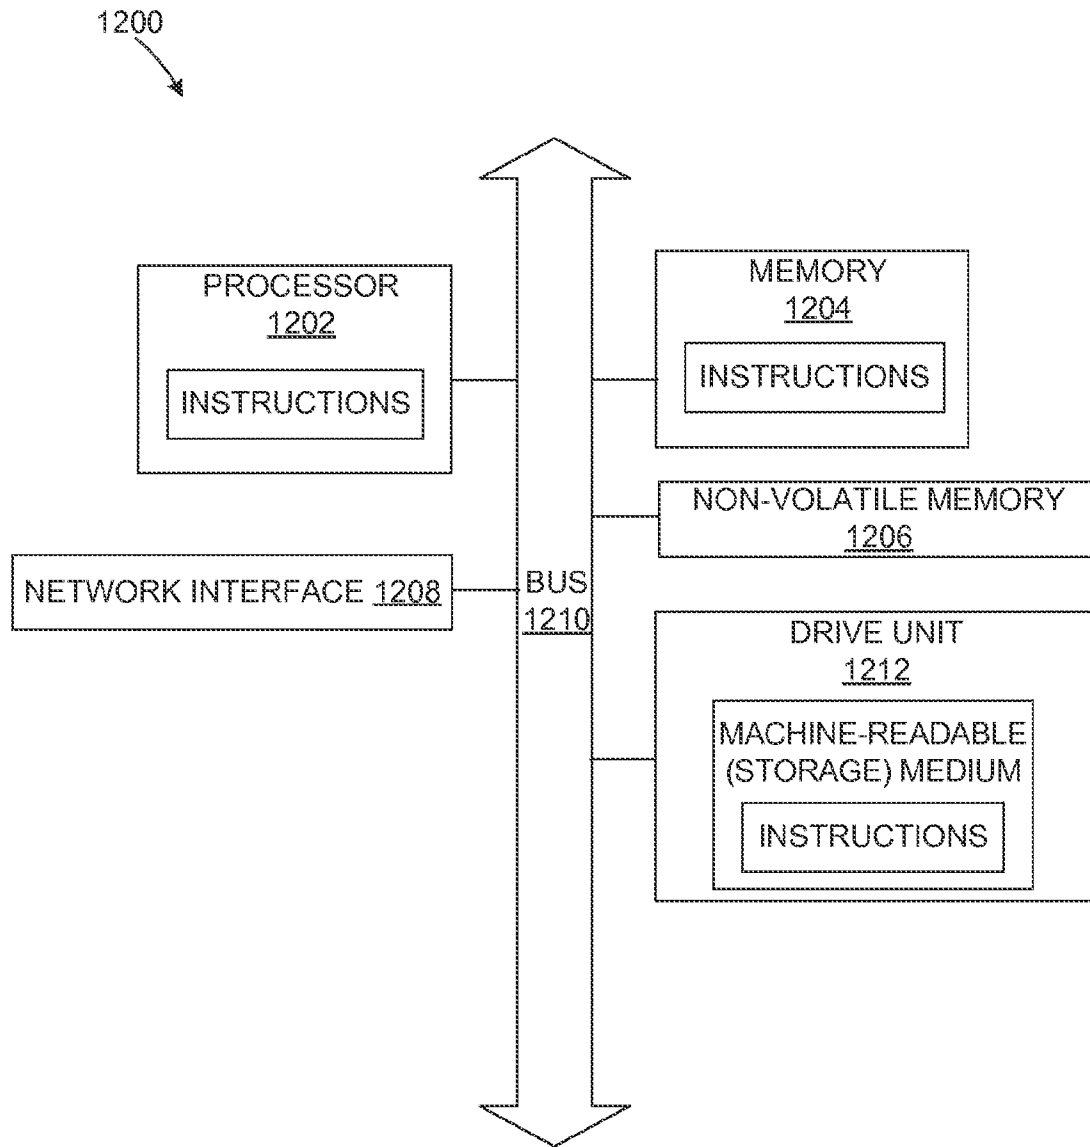 1200
PROCESSOR
1202
INSTRUCTIONS
MEMORY
1204
INSTRUCTIONS
NON-VOLATILE MEMORY
1206
NETWORK INTERFACE 1208
BUS
1210
DRIVE UNIT
1212
MACHINE-READABLE
(STORAGE) MEDIUM
INSTRUCTIONS